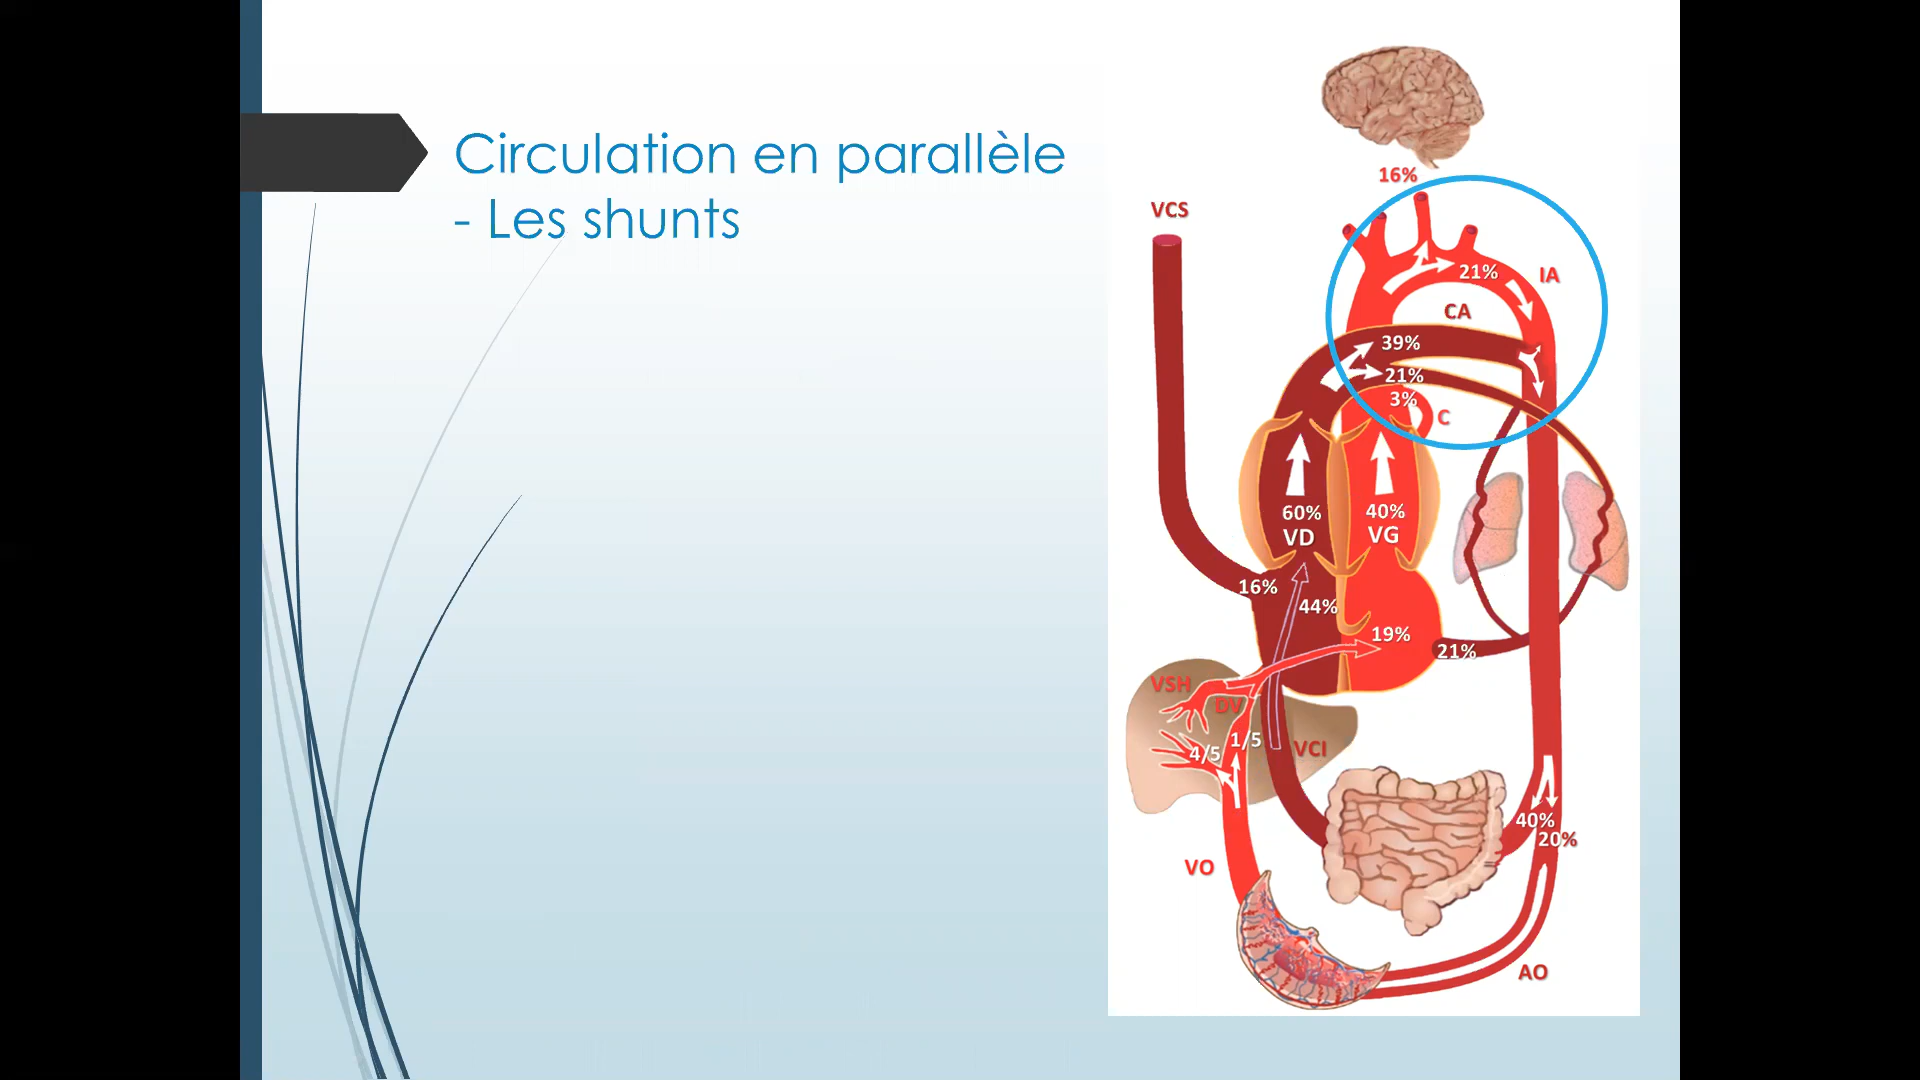 Circulation en parallèle
- Les shunts
16%
VCS
21%
IA
CA
39%
21%
3%
C
60%
VD
40%
VG
16%
44%
19%
21%
VSH
DV
4/5
1/5
VCI
40%
20%
VO
AO